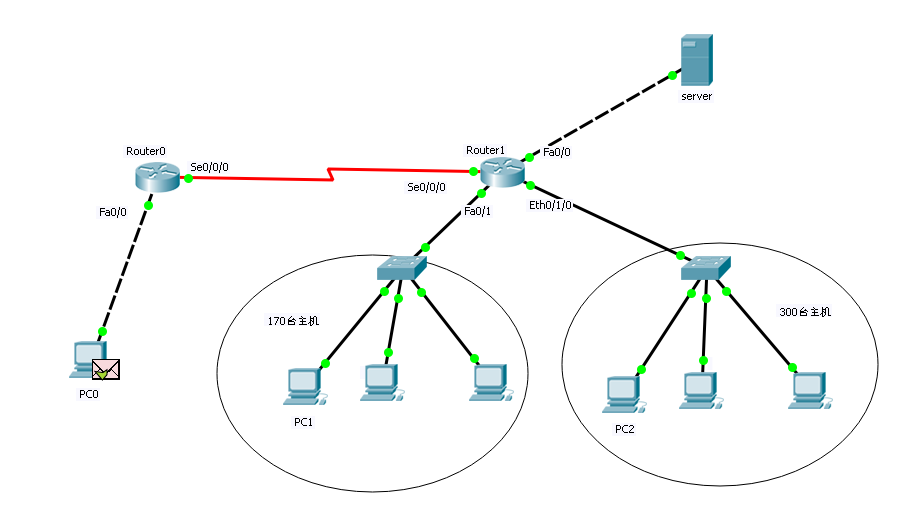 server
Router0
Router1
Fa0/0
Se0/0/0
Se0/0/0
Fa0/0
Fa0/1
Eth0/1/0
170台主机
300台主机
PC0
PC1
PC2